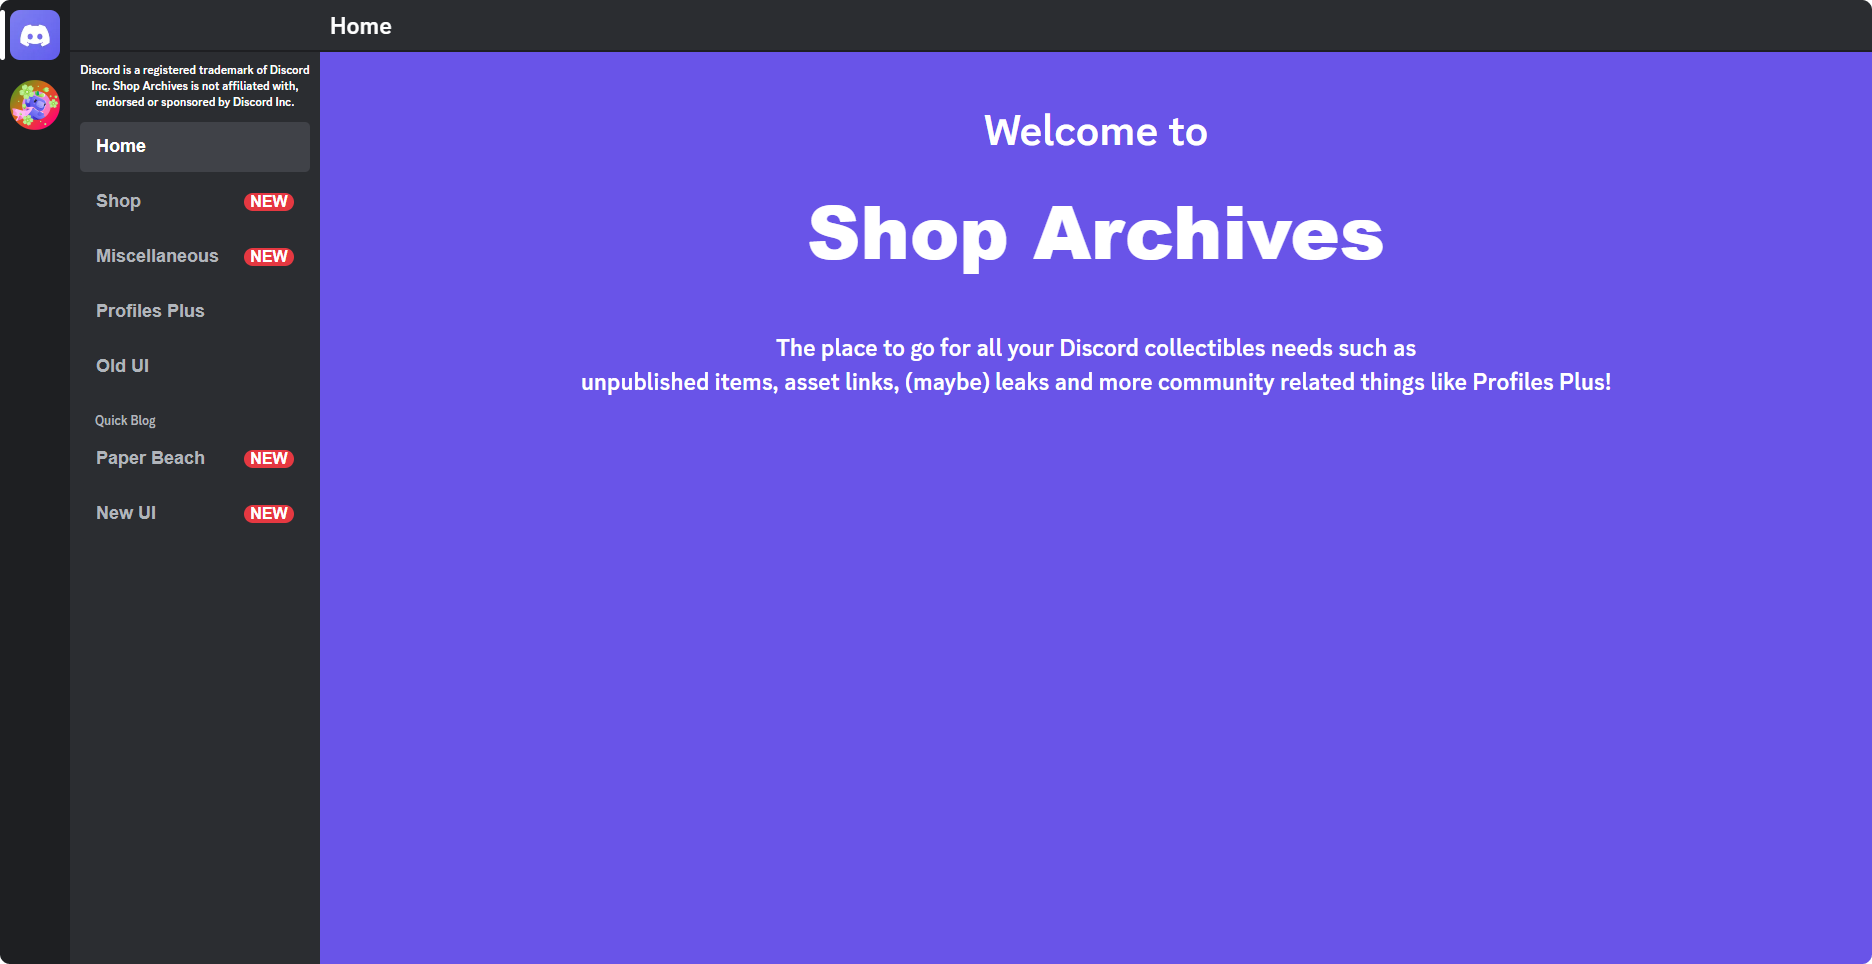 Home
Discord is a registered trademark of Discord
Inc. Shop Archives is not affiliated with,
endorsed or sponsored by Discord Inc.
Home
Shop NEW
Miscellaneous NEW
Profiles Plus
Old UI
Quick Blog
Paper Beach NEW
New UI NEW
Welcome to
Shop Archives
The place to go for all your Discord collectibles needs such as
unpublished items, asset links, (maybe) leaks and more community related things like Profiles Plus!